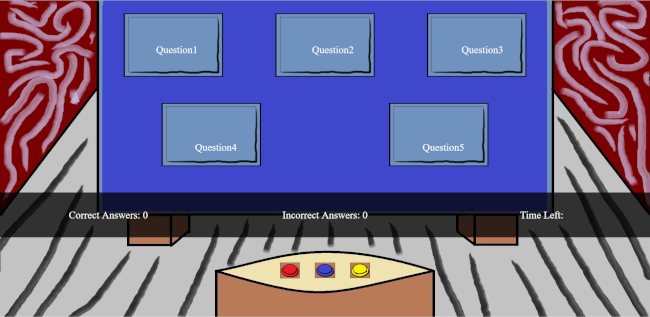 Question1
Question2
Question3
Question4
Question5
Correct Answers: 0
Incorrect Answers: 0
Time Left: